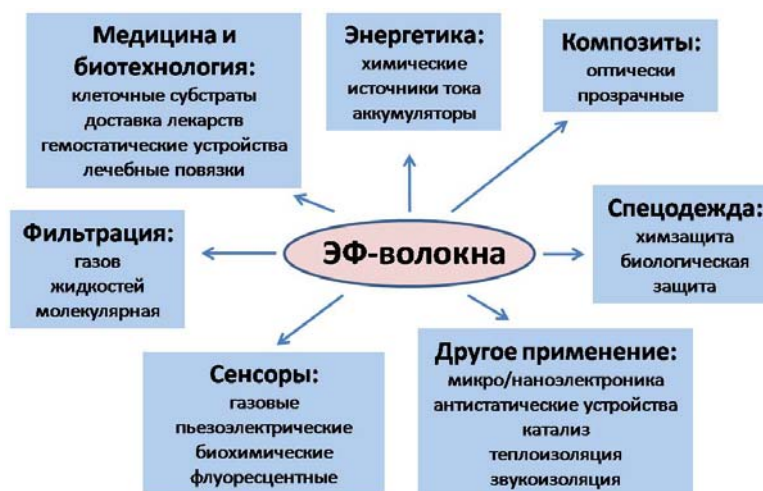 Медицина и
биотехнология:
клеточные субстраты
доставка лекарств
гемостатические устройства
лечебные повязки
Энергетика:
химические
источники тока
аккумуляторы
Композиты:
оптически
прозрачные
Фильтрация:
газов
жидкостей
молекулярная
ЭФ-волокна
Спецодежда:
химзащита
биологическая
защита
Сенсоры:
газовые
пьезоэлектрические
биохимические
флуоресцентные
Другое применение:
микро/наноэлектроника
антистатические устройства
катализ
теплоизоляция
звукоизоляция